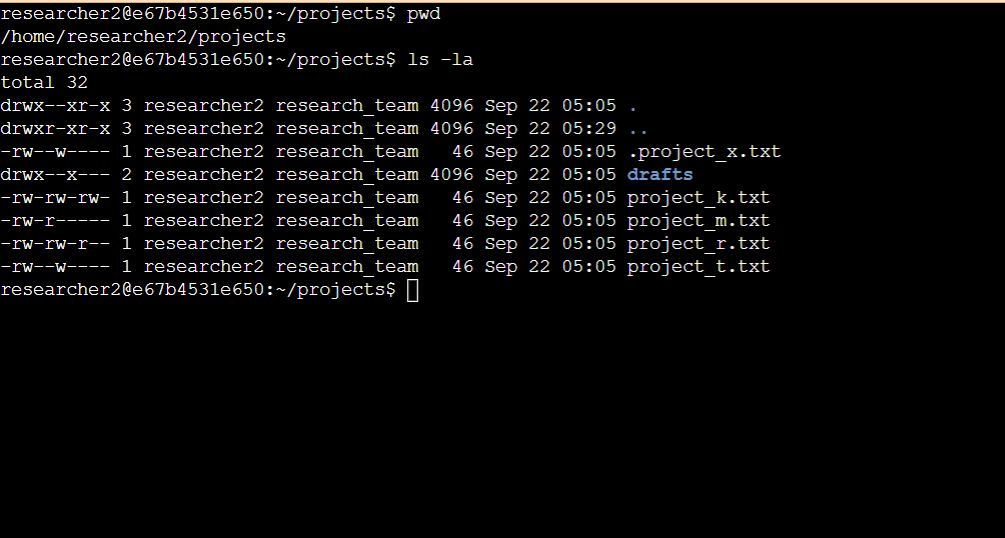 researcher2@e67b4531e650:~/projects$ pwd
/home/researcher2/projects
researcher2@e67b4531e650:~/projects$ ls -la
total 32
drwx--xr-x 3 researcher2 research_team 4096 Sep 22 05:05 .
drwxr-xr-x 3 researcher2 research_team 4096 Sep 22 05:29 ..
-rw--w---- 1 researcher2 research_team   46 Sep 22 05:05 .project_x.txt
drwx--x--- 2 researcher2 research_team 4096 Sep 22 05:05 drafts
-rw-rw-rw- 1 researcher2 research_team   46 Sep 22 05:05 project_k.txt
-rw-r----- 1 researcher2 research_team   46 Sep 22 05:05 project_m.txt
-rw-rw-r-- 1 researcher2 research_team   46 Sep 22 05:05 project_r.txt
-rw--w---- 1 researcher2 research_team   46 Sep 22 05:05 project_t.txt
researcher2@e67b4531e650:~/projects$